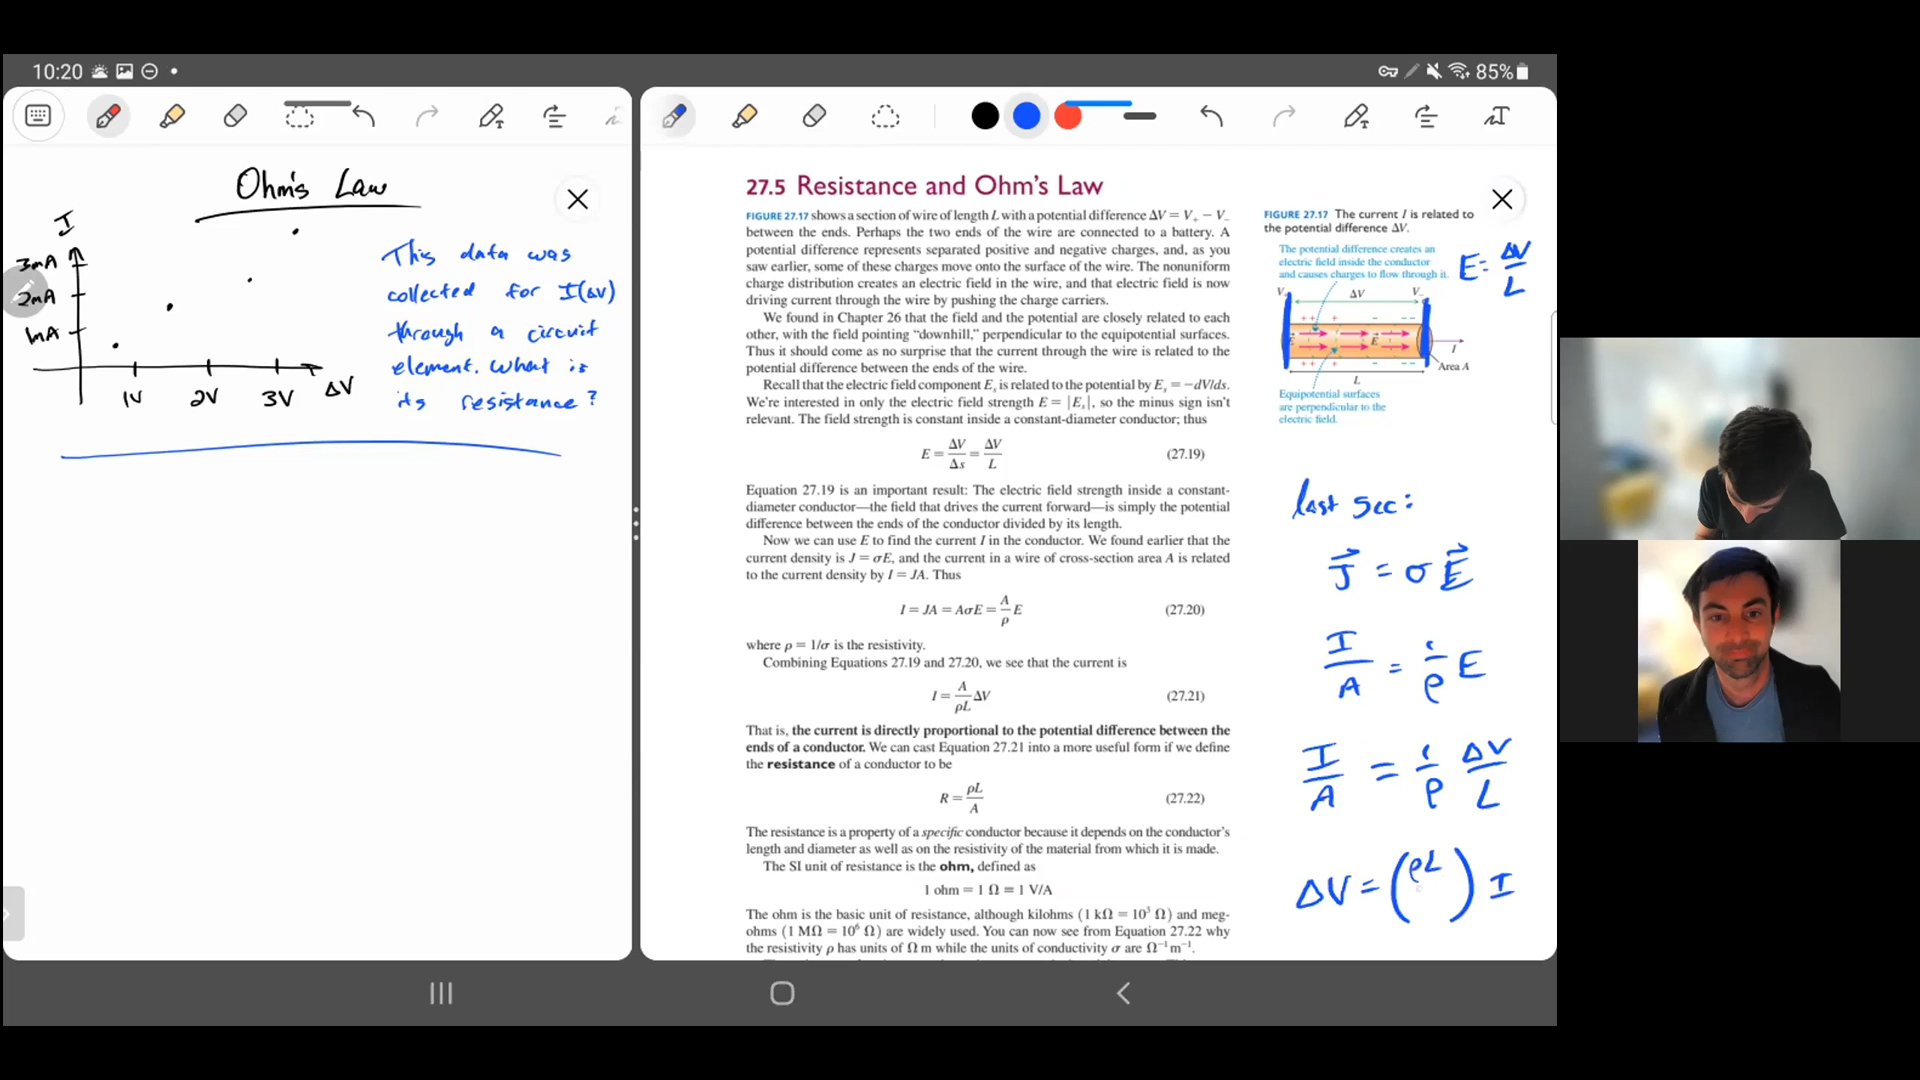 10:20
85%
Ohm's Law
I
3mA
2mA
1mA
1V 2V 3V ΔV
This data was
collected for I(ΔV)
through a circuit
element. What is
its resistance?
27.5 Resistance and Ohm's Law
FIGURE 27.17 shows a section of wire of length L with a potential difference ΔV = V₊ − V₋
between the ends. Perhaps the two ends of the wire are connected to a battery. A
potential difference represents separated positive and negative charges, and, as you
saw earlier, some of these charges move onto the surface of the wire. The nonuniform
charge distribution creates an electric field in the wire, and that electric field is now
driving current through the wire by pushing the charge carriers.
We found in Chapter 26 that the field and the potential are closely related to each
other, with the field pointing “downhill,” perpendicular to the equipotential surfaces.
Thus it should come as no surprise that the current through the wire is related to the
potential difference between the ends of the wire.
Recall that the electric field component Eₛ is related to the potential by Eₛ = −dV/ds.
We're interested in only the electric field strength E = |Eₛ|, so the minus sign isn't
relevant. The field strength is constant inside a constant-diameter conductor; thus
E = ΔV/Δs = ΔV/L (27.19)
Equation 27.19 is an important result: The electric field strength inside a constant-
diameter conductor—the field that drives the current forward—is simply the potential
difference between the ends of the conductor divided by its length.
Now we can use E to find the current I in the conductor. We found earlier that the
current density is J = σE, and the current in a wire of cross-section area A is related
to the current density by I = JA. Thus
I = JA = AσE = A/ρ E (27.20)
where ρ = 1/σ is the resistivity.
Combining Equations 27.19 and 27.20, we see that the current is
I = A/ρL ΔV (27.21)
That is, the current is directly proportional to the potential difference between the
ends of a conductor. We can cast Equation 27.21 into a more useful form if we define
the resistance of a conductor to be
R = ρL/A (27.22)
The resistance is a property of a specific conductor because it depends on the conductor's
length and diameter as well as on the resistivity of the material from which it is made.
The SI unit of resistance is the ohm, defined as
1 ohm = 1 Ω = 1 V/A
The ohm is the basic unit of resistance, although kilohms (1 kΩ = 10³ Ω) and meg-
ohms (1 MΩ = 10⁶ Ω) are widely used. You can now see from Equation 27.22 why
the resistivity ρ has units of Ω m while the units of conductivity σ are Ω⁻¹ m⁻¹.
FIGURE 27.17 The current I is related to
the potential difference ΔV.
The potential difference creates an
electric field inside the conductor
and causes charges to flow through it.
E = ΔV/L
V₊ ΔV V₋
E E
I
Area A
L
Equipotential surfaces
are perpendicular to the
electric field.
last sec:
J⃗ = σE⃗
I/A = 1/ρ E
I/A = 1/ρ ΔV/L
ΔV = (ρL) I